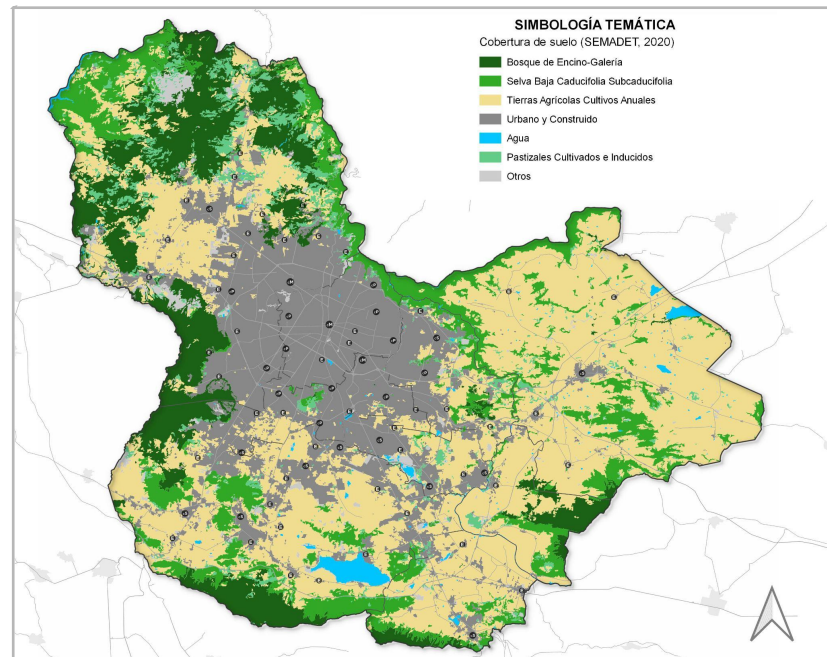 SIMBOLOGÍA TEMÁTICA
Cobertura de suelo (SEMADET, 2020)
Bosque de Encino-Galería
Selva Baja Caducifolia Subcaducifolia
Tierras Agrícolas Cultivos Anuales
Urbano y Construido
Agua
Pastizales Cultivados e Inducidos
Otros